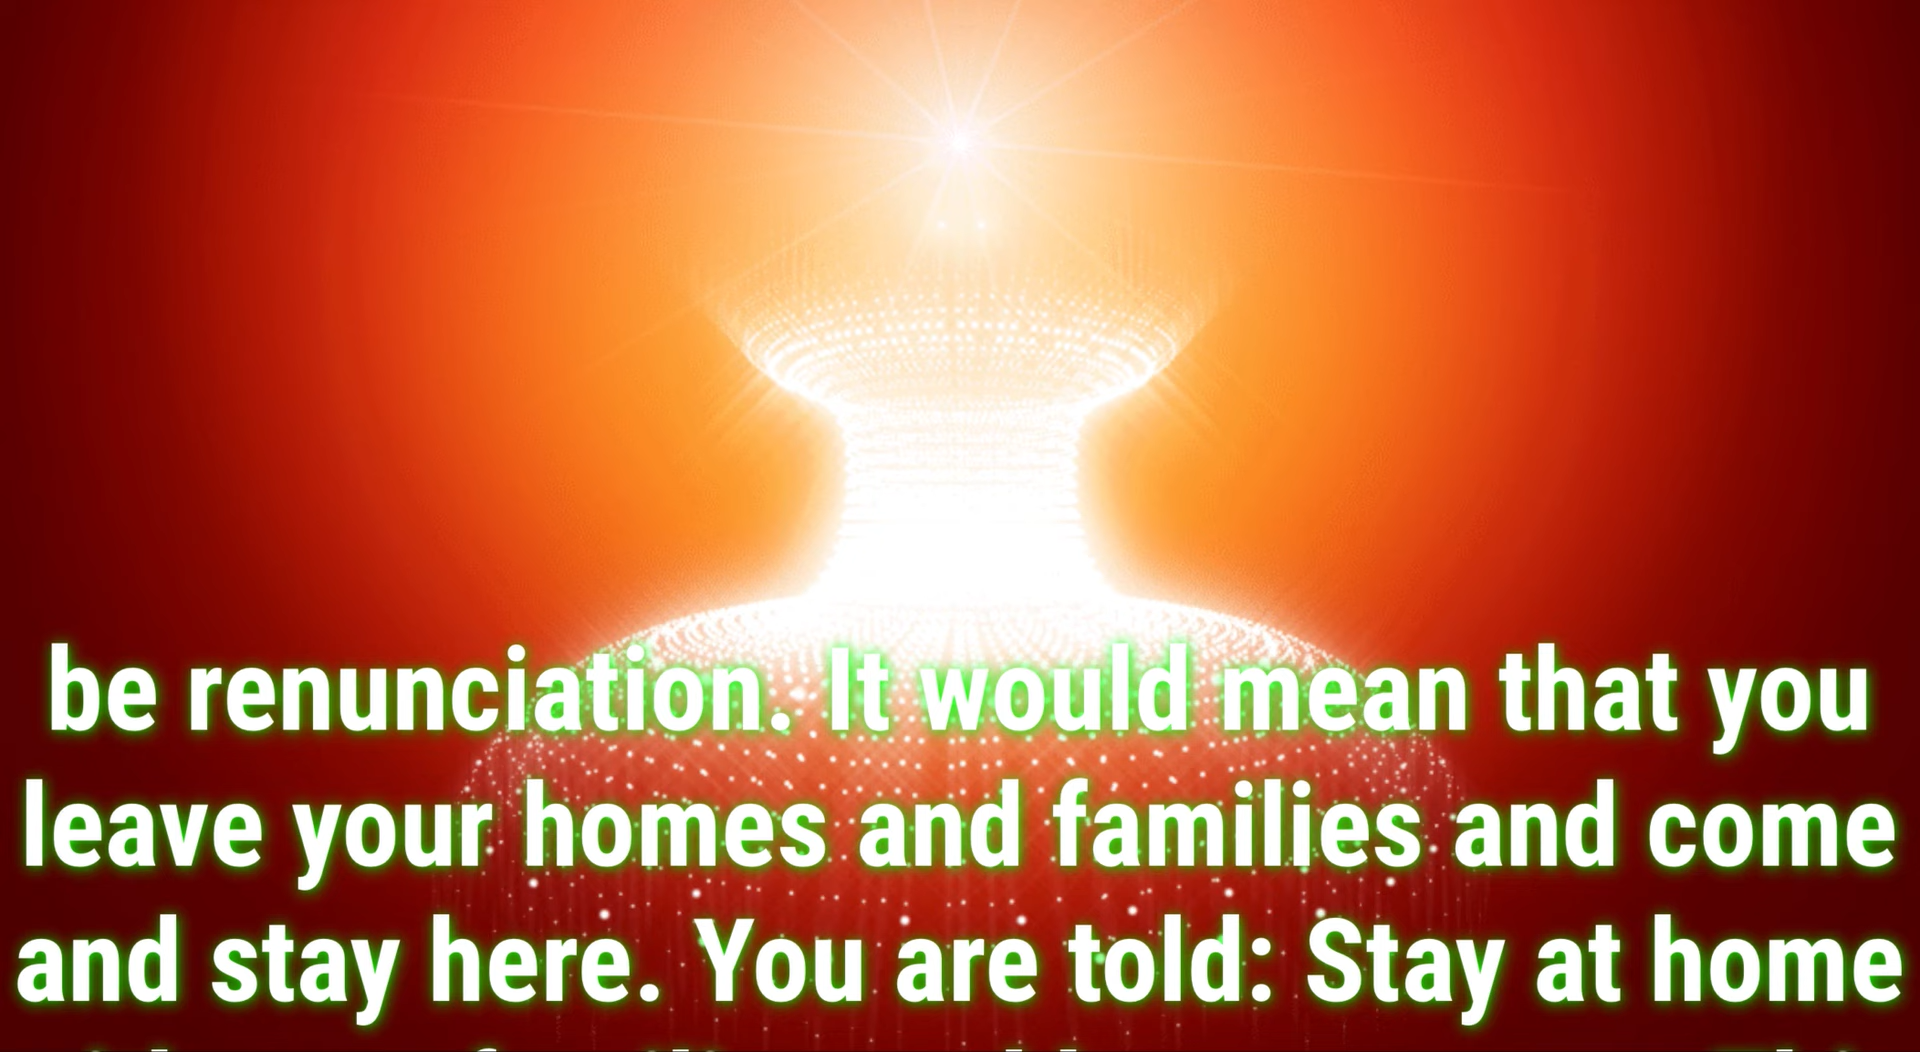 be renunciation. It would mean that you
leave your homes and families and come
and stay here. You are told: Stay at home